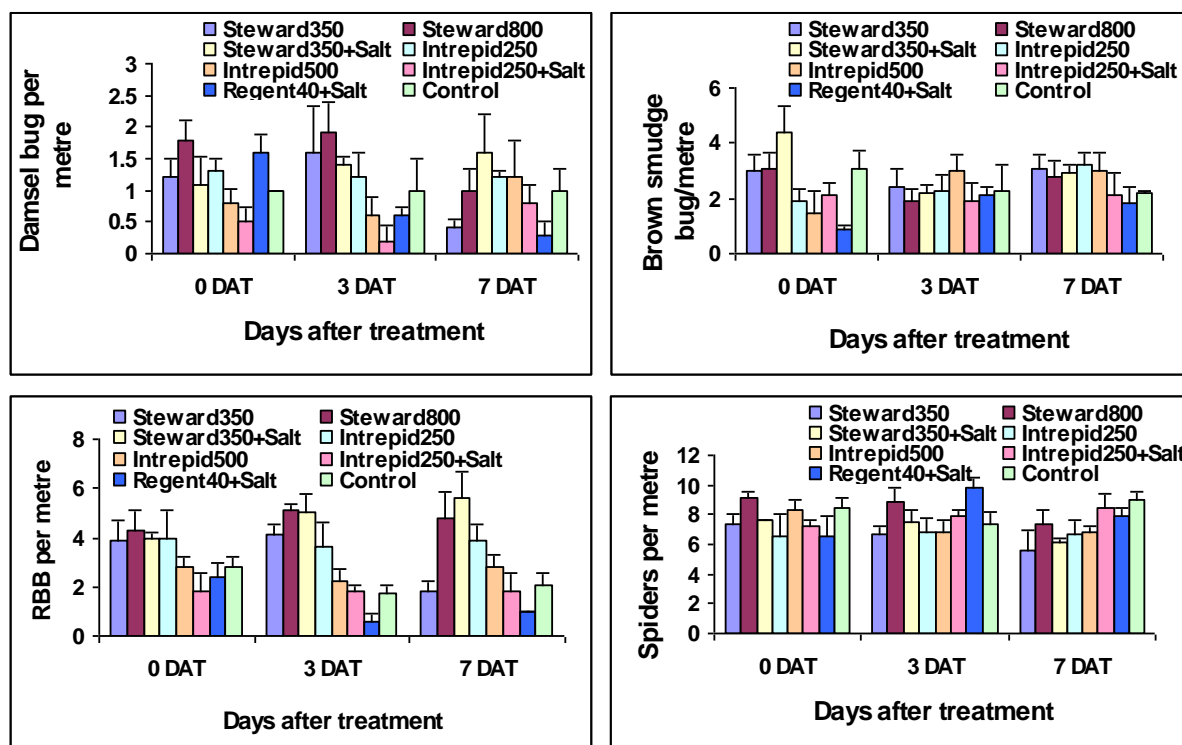 Steward350 Steward800
Steward350+Salt Intrepid250
Intrepid500 Intrepid250+Salt
Regent40+Salt Control
Damsel bug per
metre
3
2.5
2
1.5
1
0.5
0
0 DAT 3 DAT 7 DAT
Days after treatment
Steward350 Steward800
Steward350+Salt Intrepid250
Intrepid500 Intrepid250+Salt
Regent40+Salt Control
Brown smudge
bug/metre
6
4
2
0
0 DAT 3 DAT 7 DAT
Days after treatment
Steward350 Steward800
Steward350+Salt Intrepid250
Intrepid500 Intrepid250+Salt
Regent40+Salt Control
RBB per metre
8
6
4
2
0
0 DAT 3 DAT 7 DAT
Days after treatment
Steward350 Steward800
Steward350+Salt Intrepid250
Intrepid500 Intrepid250+Salt
Regent40+Salt Control
Spiders per metre
12
10
8
6
4
2
0
0 DAT 3 DAT 7 DAT
Days after treatment